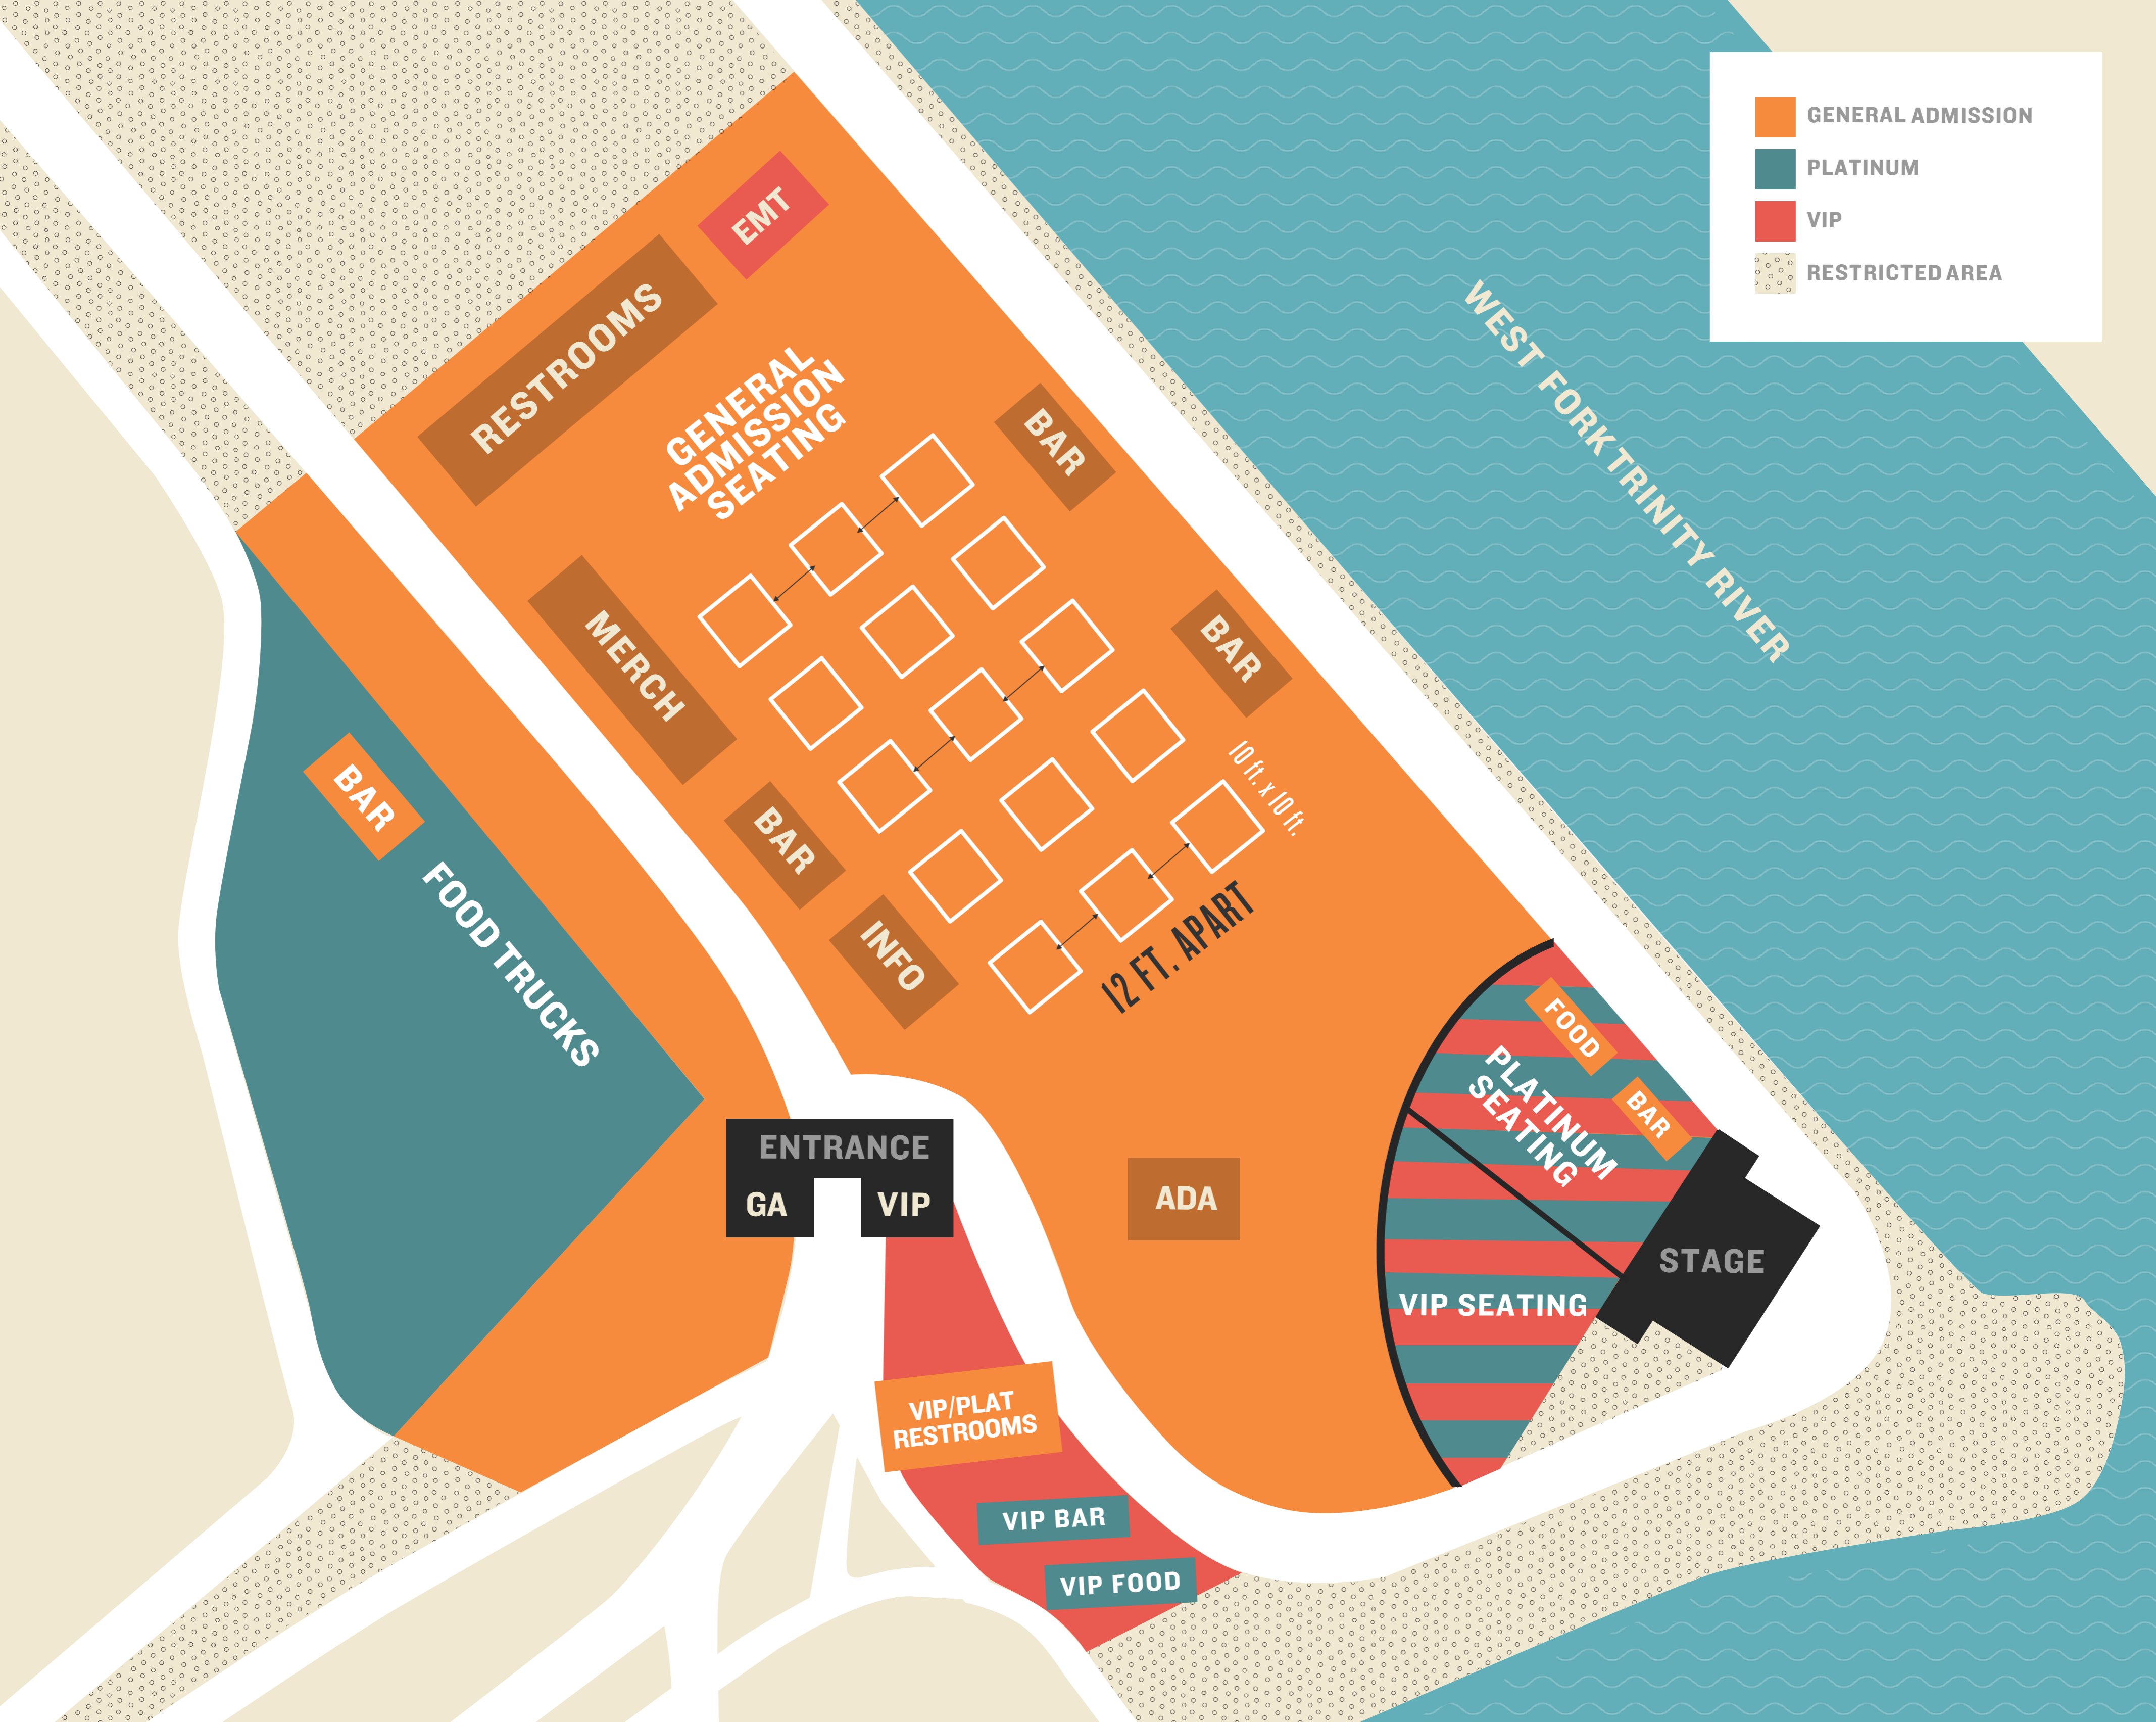 GENERAL ADMISSION
PLATINUM
VIP
RESTRICTED AREA
EMT
RESTROOMS
GENERAL
ADMISSION
SEATING
BAR
WEST FORK TRINITY RIVER
MERCH
BAR
BAR
BAR
10 ft. x 10 ft.
FOOD TRUCKS
INFO
12 FT. APART
FOOD
PLATINUM
SEATING
BAR
ENTRANCE
GA
VIP
ADA
STAGE
VIP SEATING
VIP/PLAT
RESTROOMS
VIP BAR
VIP FOOD